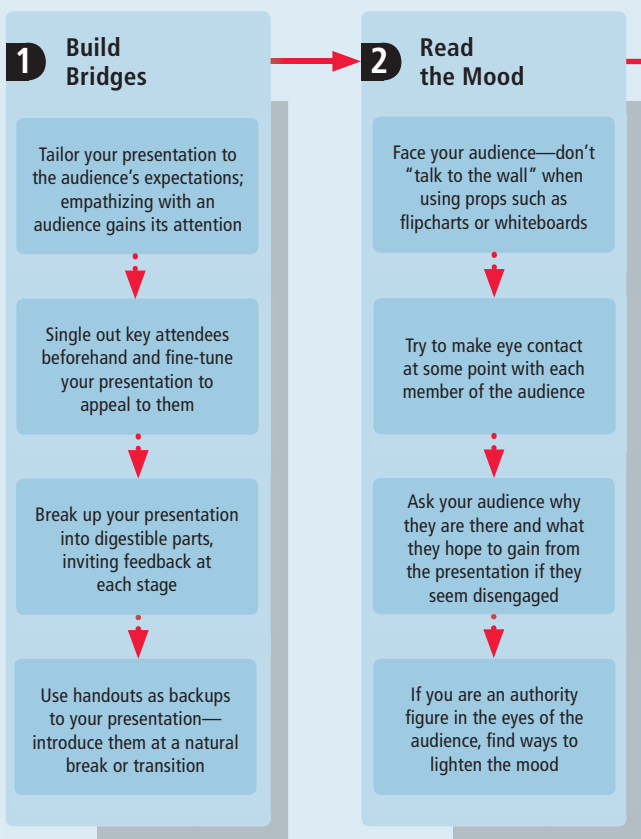 1
Build
Bridges
Tailor your presentation to
the audience's expectations;
empathizing with an
audience gains its attention
Single out key attendees
beforehand and fine-tune
your presentation to
appeal to them
Break up your presentation
into digestible parts,
inviting feedback at
each stage
Use handouts as backups
to your presentation—
introduce them at a natural
break or transition
2
Read
the Mood
Face your audience—don't
"talk to the wall" when
using props such as
flipcharts or whiteboards
Try to make eye contact
at some point with each
member of the audience
Ask your audience why
they are there and what
they hope to gain from
the presentation if they
seem disengaged
If you are an authority
figure in the eyes of the
audience, find ways to
lighten the mood